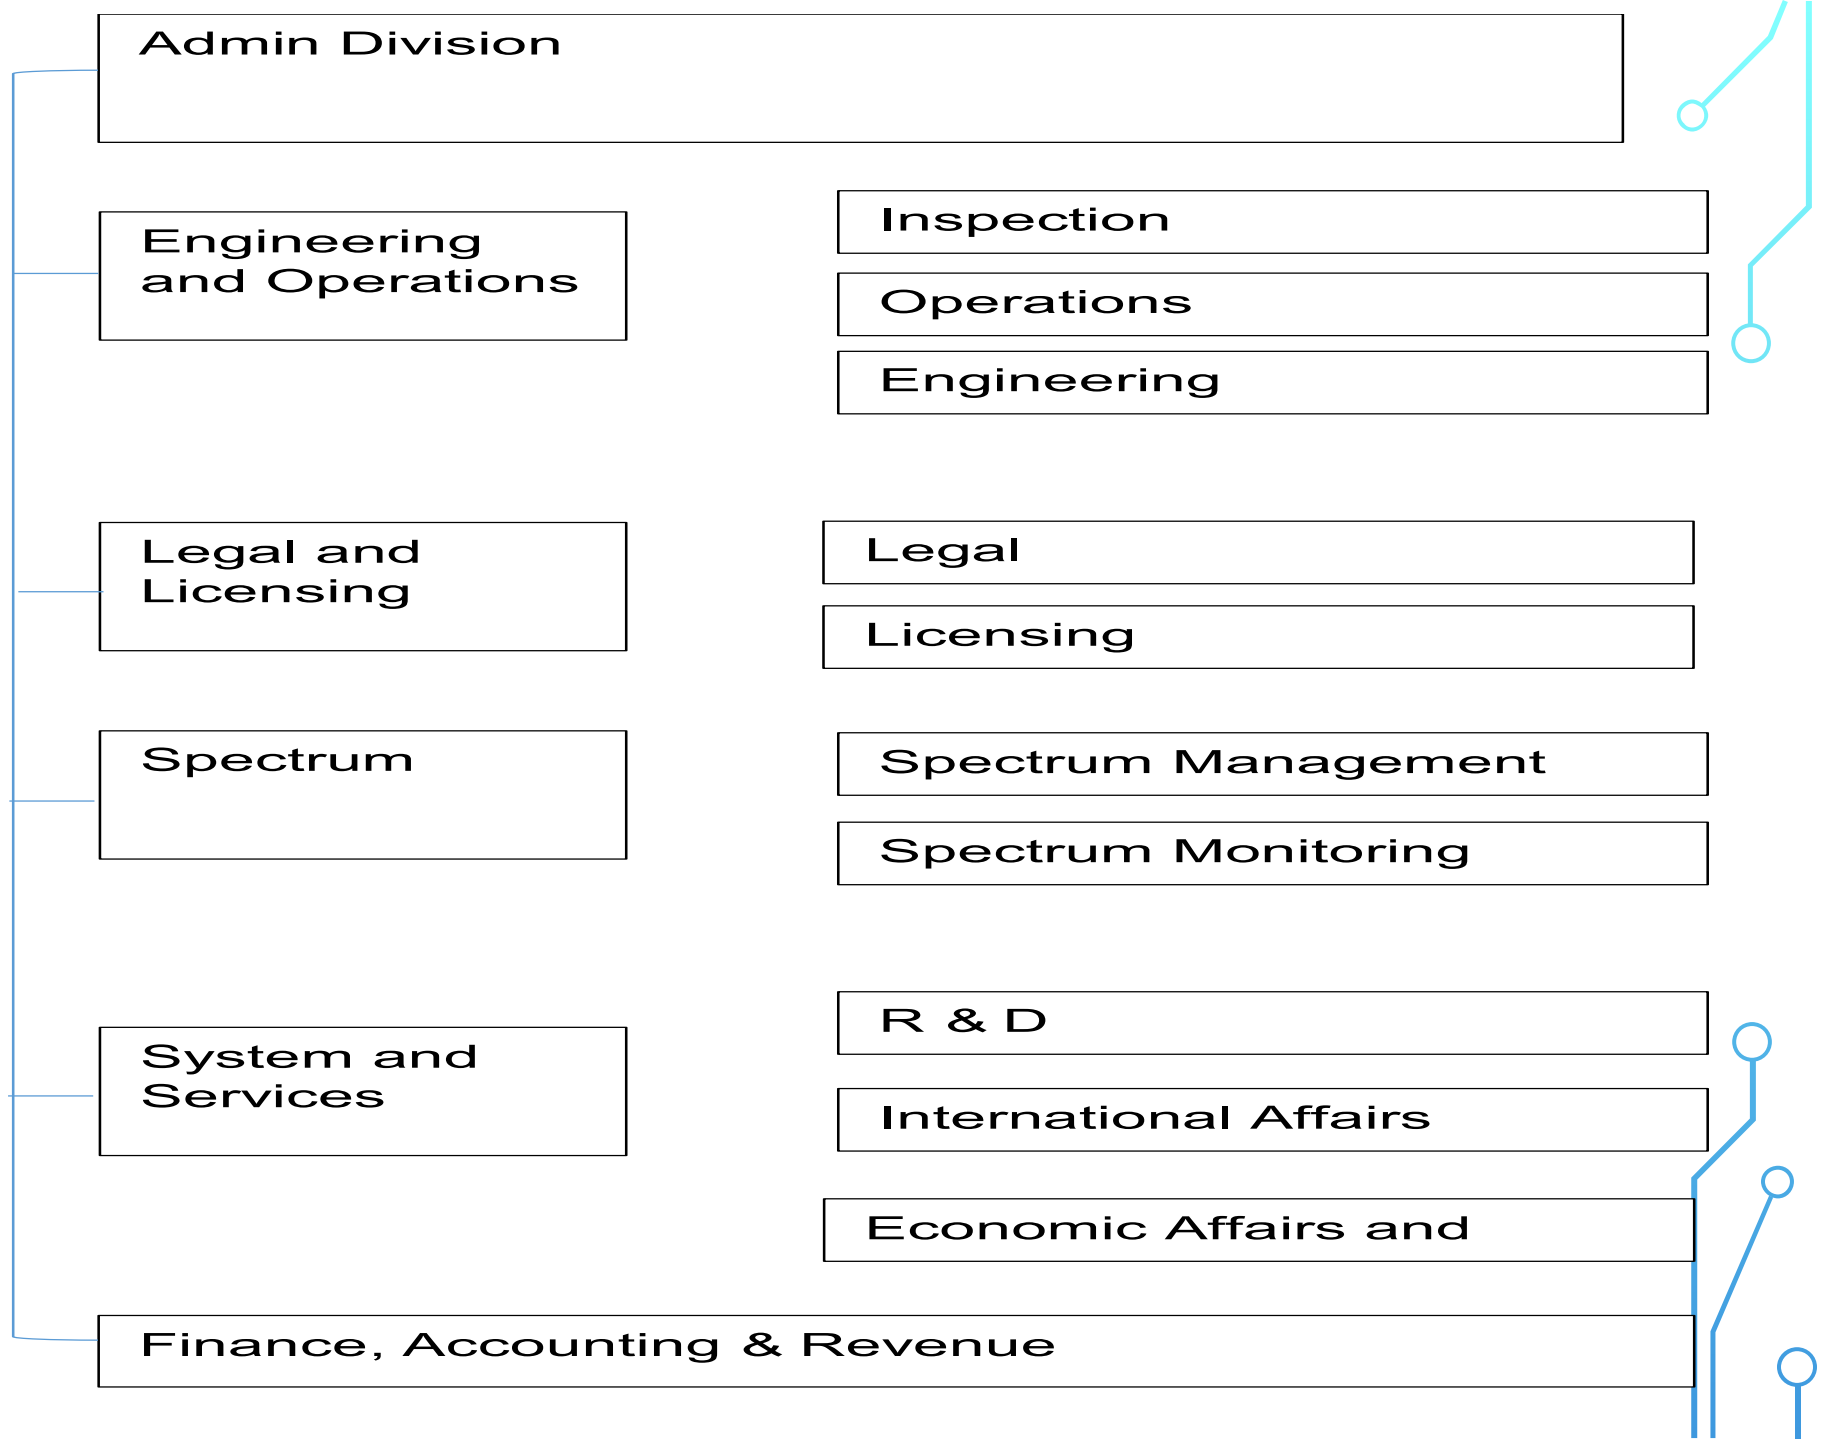 Admin Division
Engineering
and Operations
Inspection
Operations
Engineering
Legal and
Licensing
Legal
Licensing
Spectrum
Spectrum Management
Spectrum Monitoring
System and
Services
R & D
International Affairs
Economic Affairs and
Finance, Accounting & Revenue